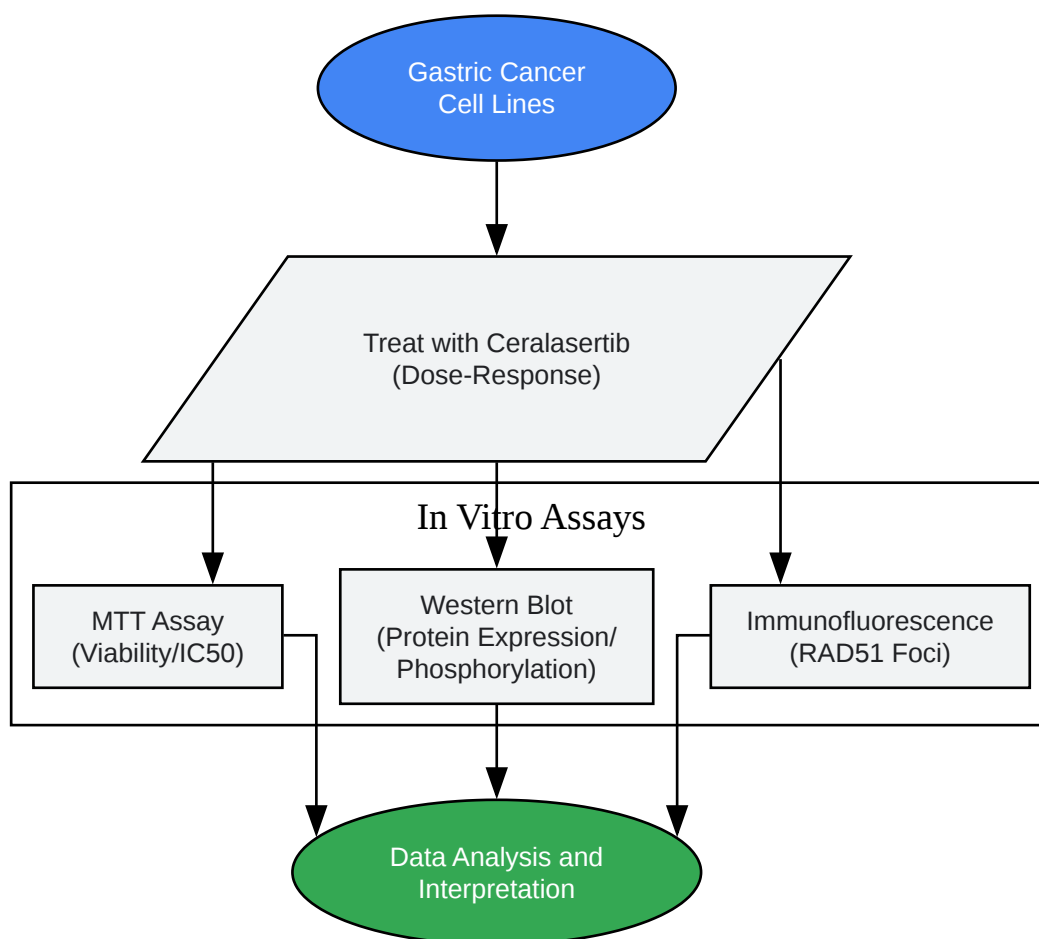 Gastric Cancer
Cell Lines
Treat with Ceralasertib
(Dose-Response)
In Vitro Assays
MTT Assay
(Viability/IC50)
Western Blot
(Protein Expression/
Phosphorylation)
Immunofluorescence
(RAD51 Foci)
Data Analysis and
Interpretation